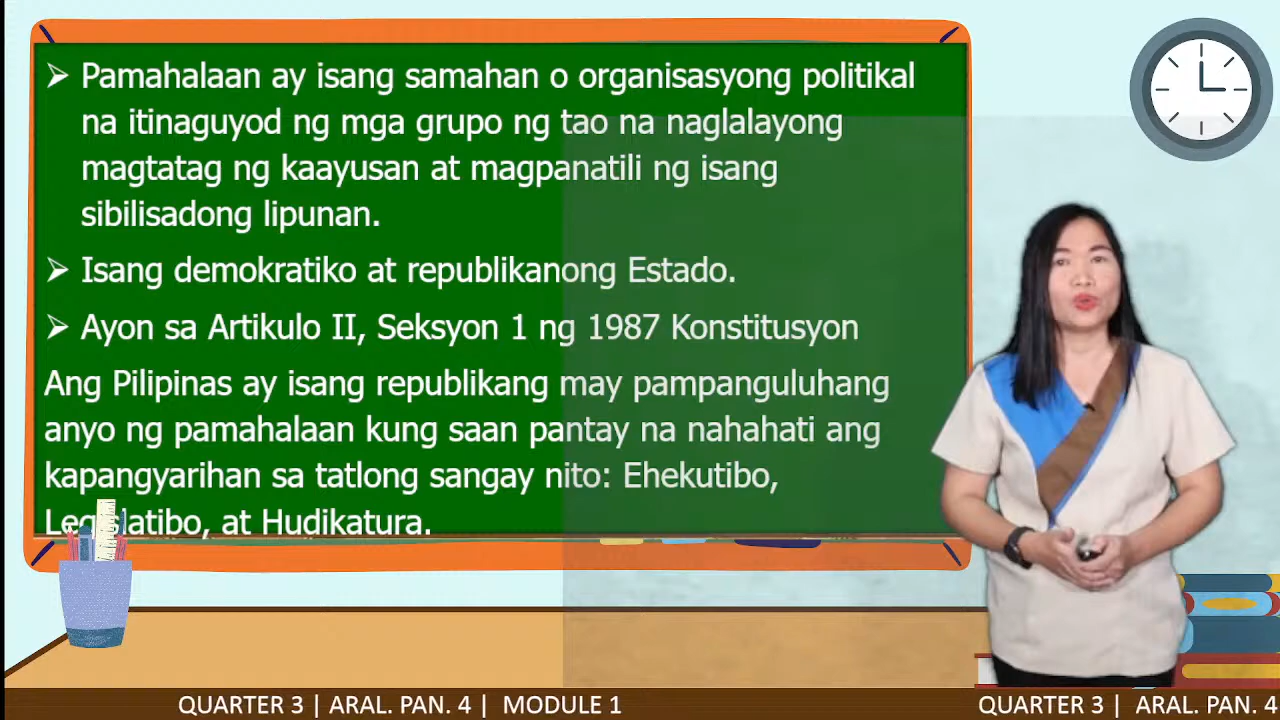 ➢ Pamahalaan ay isang samahan o organisasyong politikal
na itinaguyod ng mga grupo ng tao na naglalayong
magtatag ng kaayusan at magpanatili ng isang
sibilisadong lipunan.
➢ Isang demokratiko at republikanong Estado.
➢ Ayon sa Artikulo II, Seksyon 1 ng 1987 Konstitusyon
Ang Pilipinas ay isang republikang may pampanguluhang
anyo ng pamahalaan kung saan pantay na nahahati ang
kapangyarihan sa tatlong sangay nito: Ehekutibo,
Legislatibo, at Hudikatura.
QUARTER 3 | ARAL. PAN. 4 | MODULE 1
QUARTER 3 | ARAL. PAN. 4